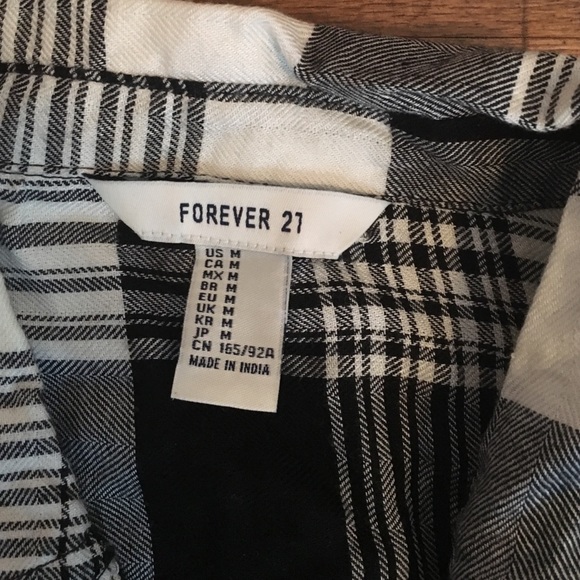 FOREVER 21
US M
CA M
MX M
BR M
EU M
UK M
KR M
JP M
CN 165/92A
MADE IN INDIA